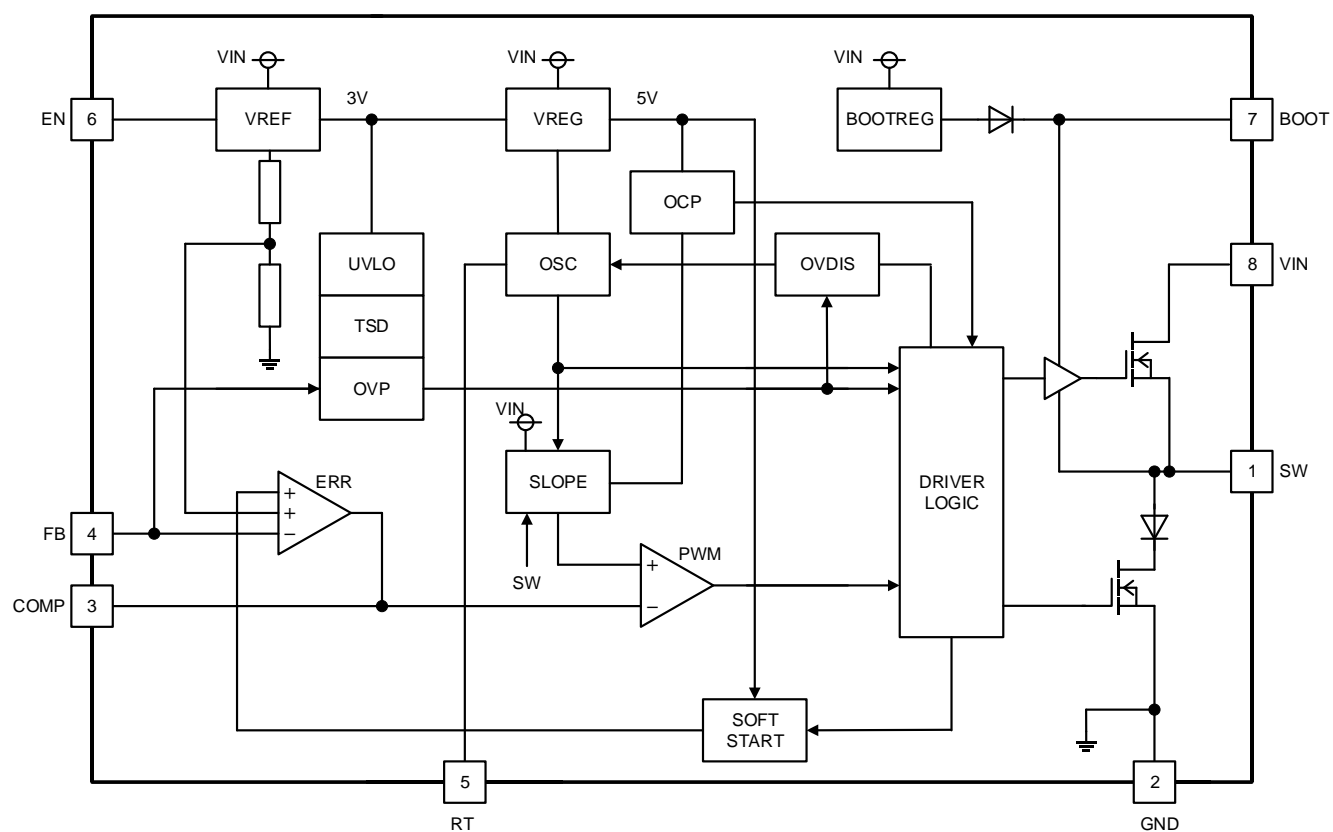 VIN
VIN
VIN
EN
6
VREF
3V
VREG
5V
BOOTREG
7
BOOT
OCP
UVLO
OSC
OVDIS
8
VIN
TSD
OVP
VIN
SLOPE
DRIVER
LOGIC
1
SW
ERR
+
+
−
FB
4
SW
PWM
+
−
COMP
3
SOFT
START
5
RT
2
GND